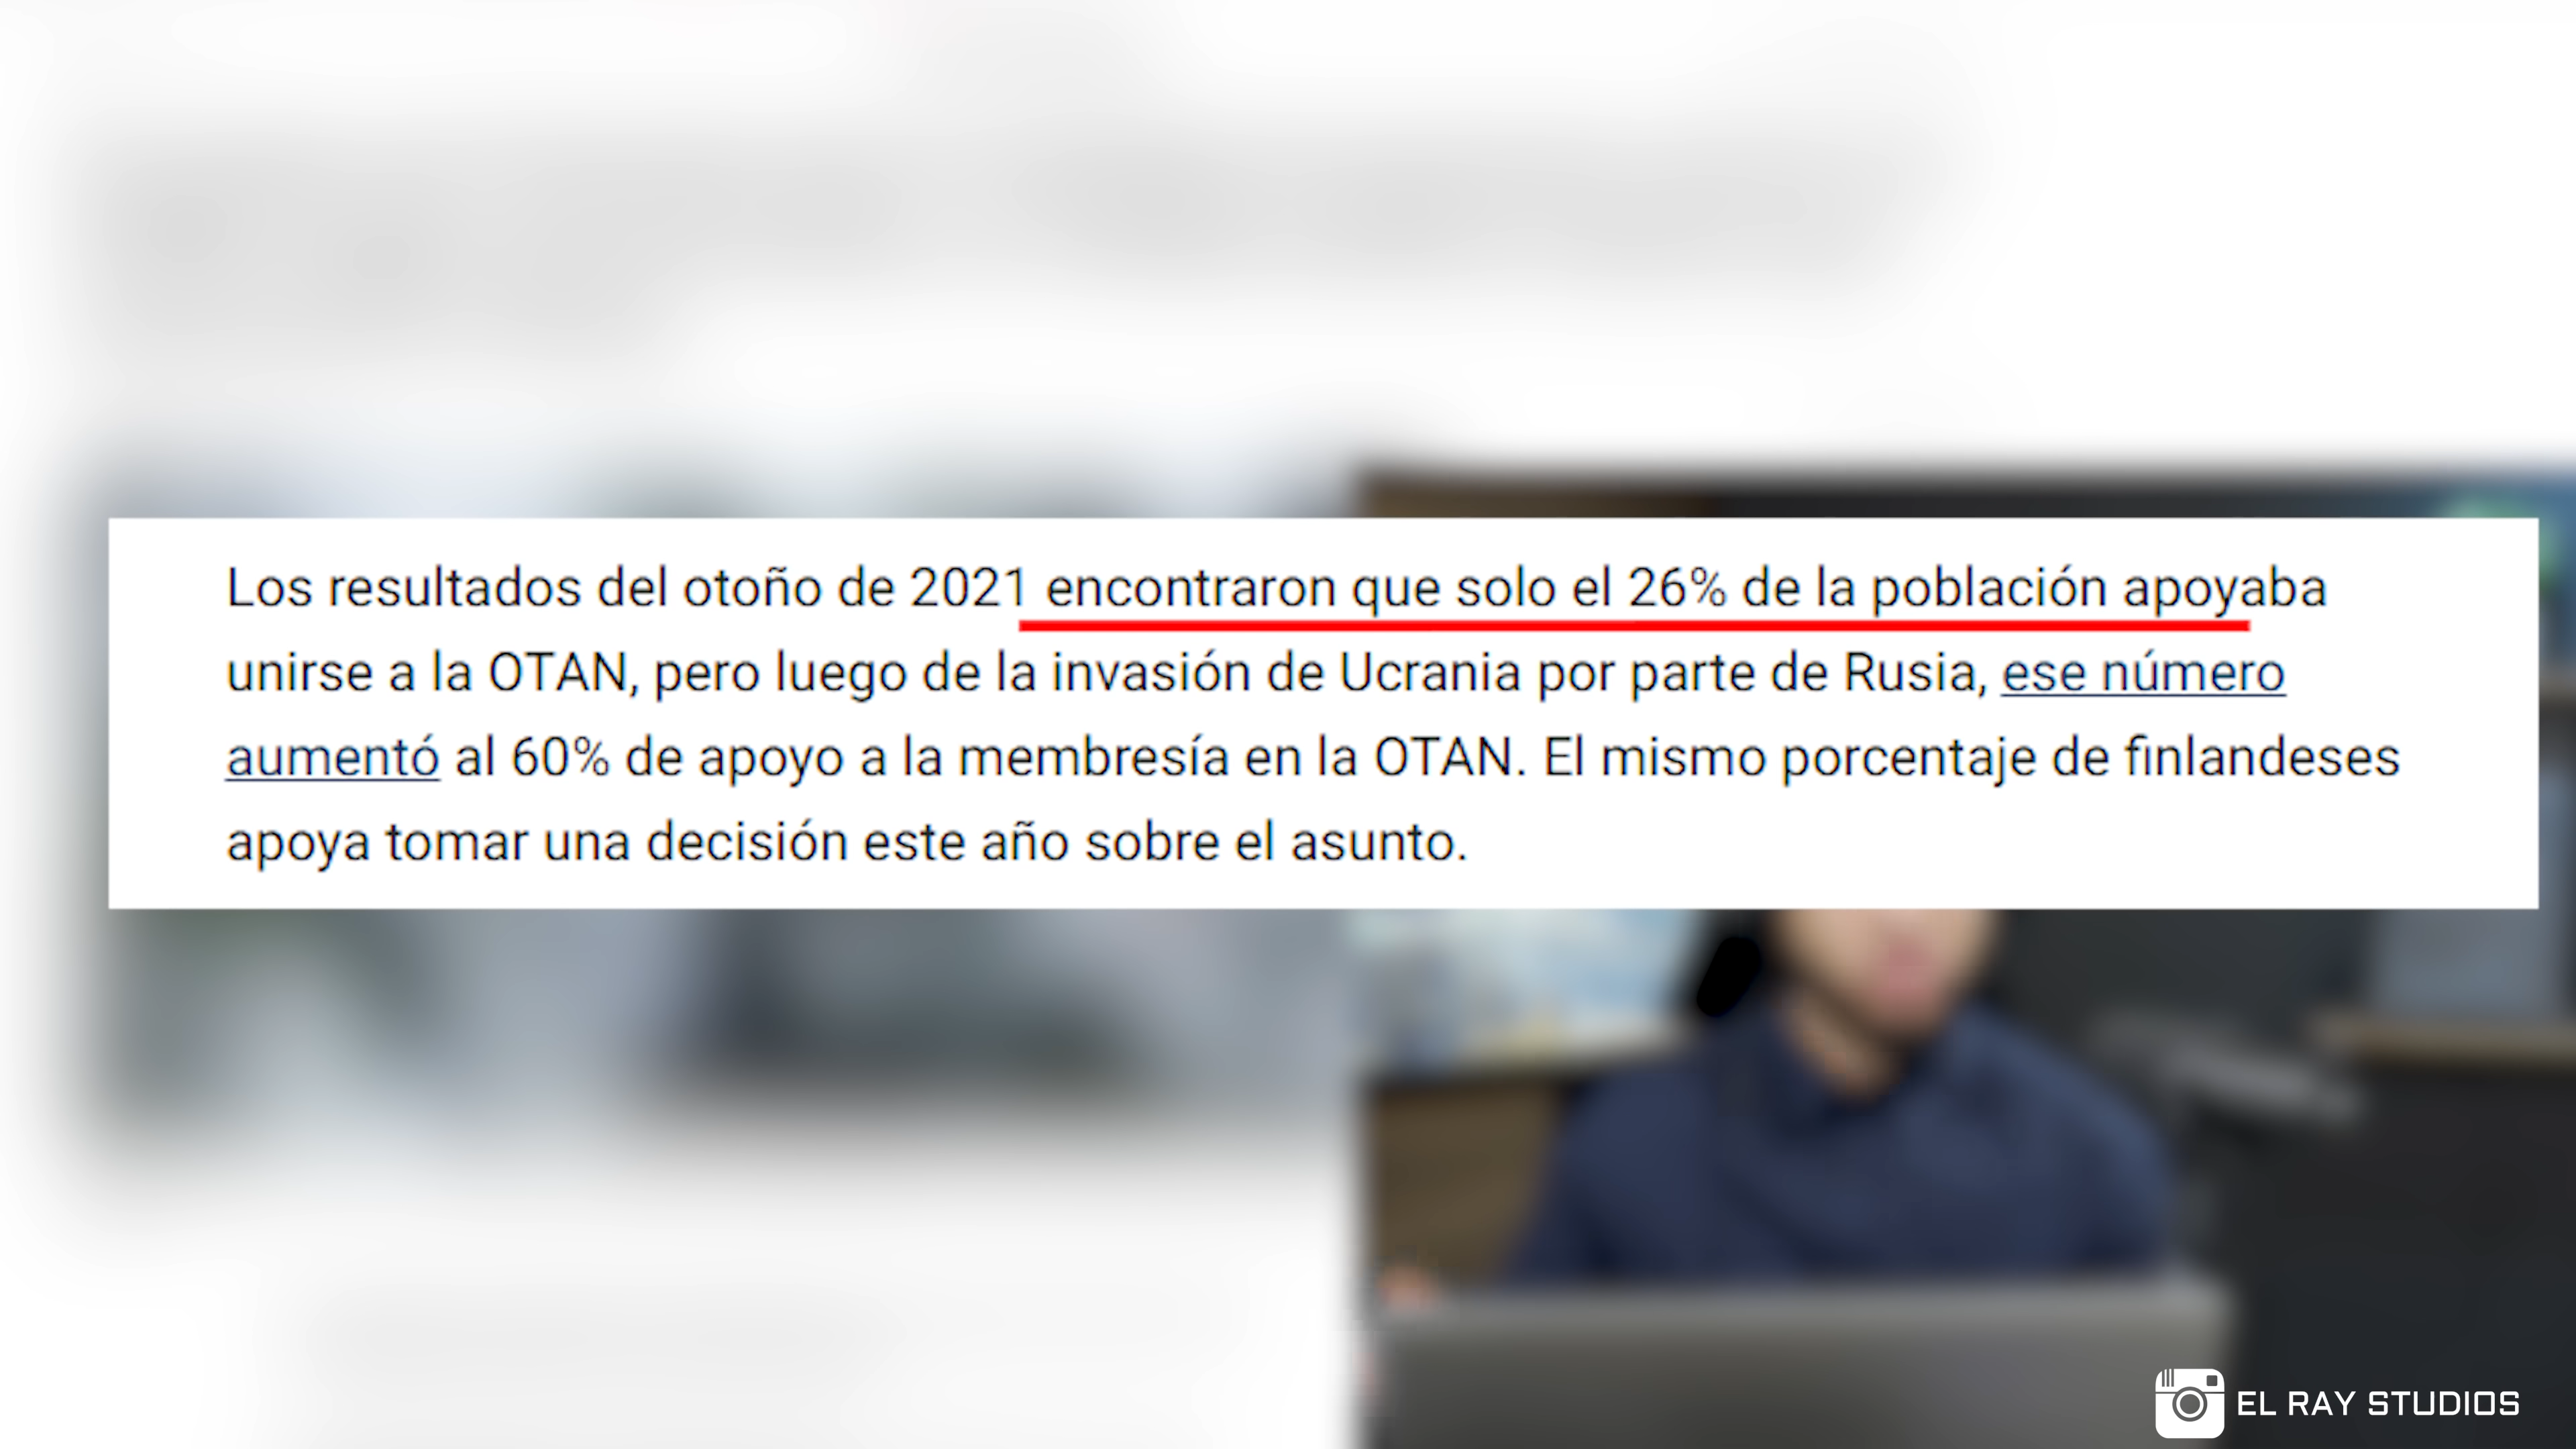 Los resultados del otoño de 2021 encontraron que solo el 26% de la población apoyaba
unirse a la OTAN, pero luego de la invasión de Ucrania por parte de Rusia, ese número
aumentó al 60% de apoyo a la membresía en la OTAN. El mismo porcentaje de finlandeses
apoya tomar una decisión este año sobre el asunto.
EL RAY STUDIOS